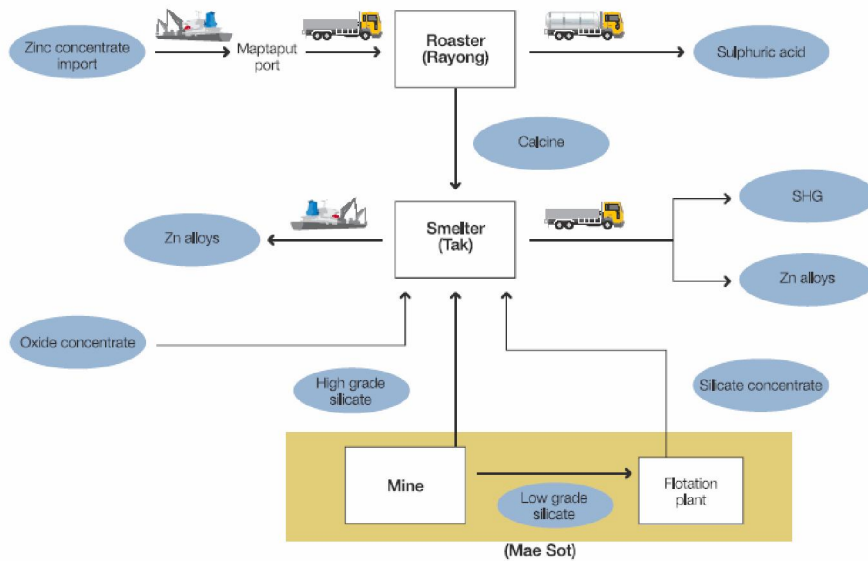 Zinc concentrate
import
Maptaput
port
Roaster
(Rayong)
Sulphuric acid
Calcine
Zn alloys
Smelter
(Tak)
SHG
Zn alloys
Oxide concentrate
High grade
silicate
Silicate concentrate
Mine
Low grade
silicate
Flotation
plant
(Mae Sot)